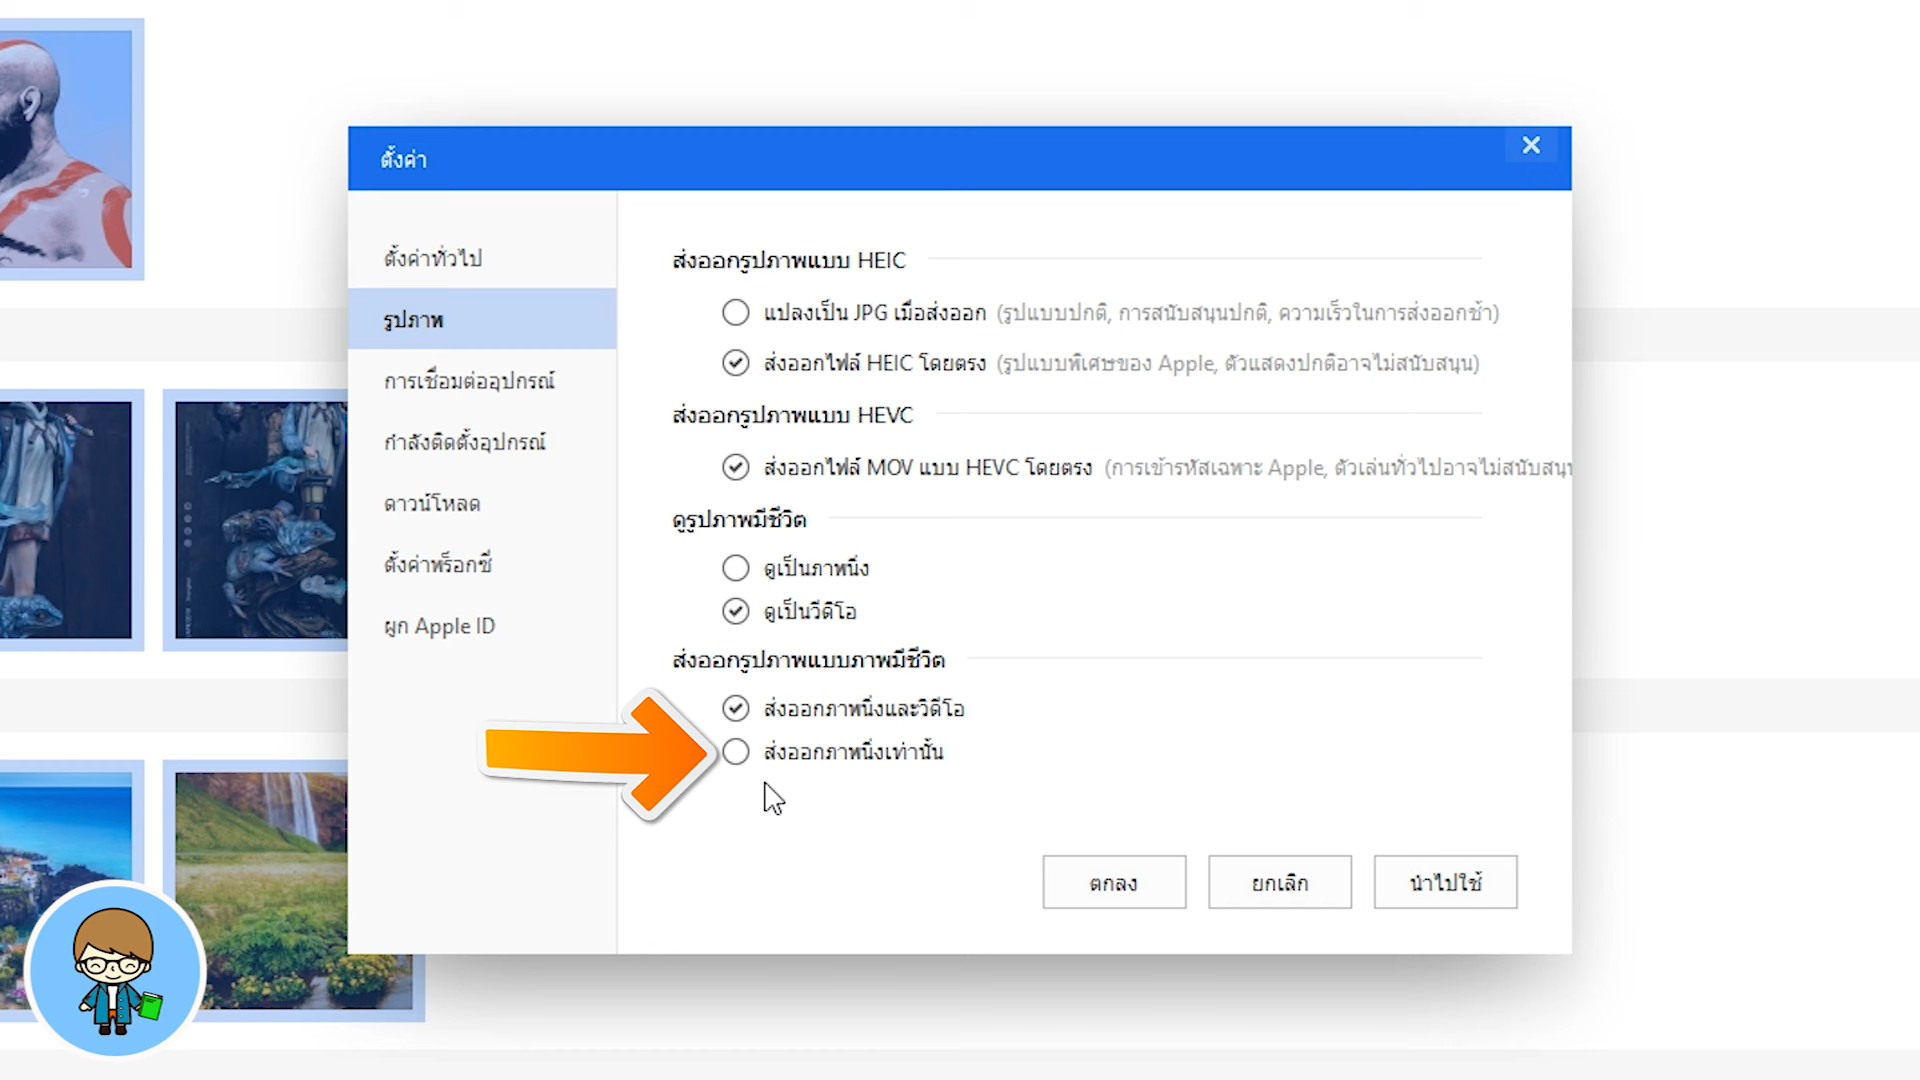 ตั้งค่า
ตั้งค่าทั่วไป
รูปภาพ
การเชื่อมต่ออุปกรณ์
กำลังติดตั้งอุปกรณ์
ดาวน์โหลด
ตั้งค่าพร็อกซี่
ผูก Apple ID
ส่งออกรูปภาพแบบ HEIC
แปลงเป็น JPG เมื่อส่งออก (รูปแบบปกติ, การสนับสนุนปกติ, ความเร็วในการส่งออกช้า)
ส่งออกไฟล์ HEIC โดยตรง (รูปแบบพิเศษของ Apple, ตัวแสดงปกติอาจไม่สนับสนุน)
ส่งออกรูปภาพแบบ HEVC
ส่งออกไฟล์ MOV แบบ HEVC โดยตรง (การเข้ารหัสเฉพาะ Apple, ตัวเล่นทั่วไปอาจไม่สนับสนุน
ดูรูปภาพมีชีวิต
ดูเป็นภาพนิ่ง
ดูเป็นวีดีโอ
ส่งออกรูปภาพแบบภาพมีชีวิต
ส่งออกภาพนิ่งและวิดีโอ
ส่งออกภาพนิ่งเท่านั้น
ตกลง
ยกเลิก
นำไปใช้